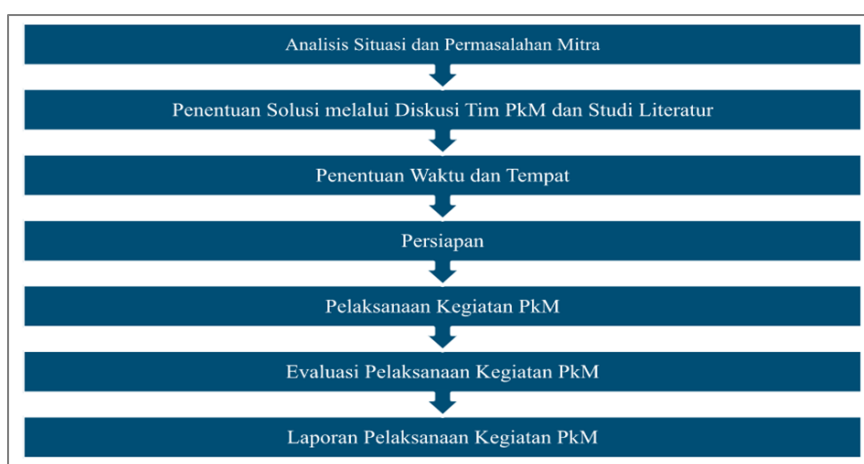 Analisis Situasi dan Permasalahan Mitra
Penentuan Solusi melalui Diskusi Tim PkM dan Studi Literatur
Penentuan Waktu dan Tempat
Persiapan
Pelaksanaan Kegiatan PkM
Evaluasi Pelaksanaan Kegiatan PkM
Laporan Pelaksanaan Kegiatan PkM